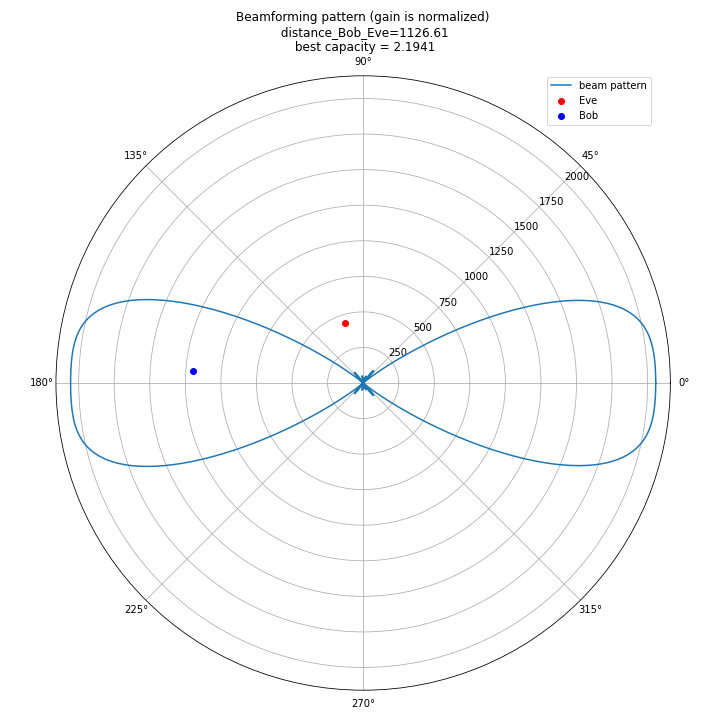 Beamforming pattern (gain is normalized)
distance_Bob_Eve=1126.61
best capacity = 2.1941
90°
beam pattern
Eve
Bob
135°
45°
2000
1750
1500
1250
1000
750
500
250
180°
0°
225°
315°
270°